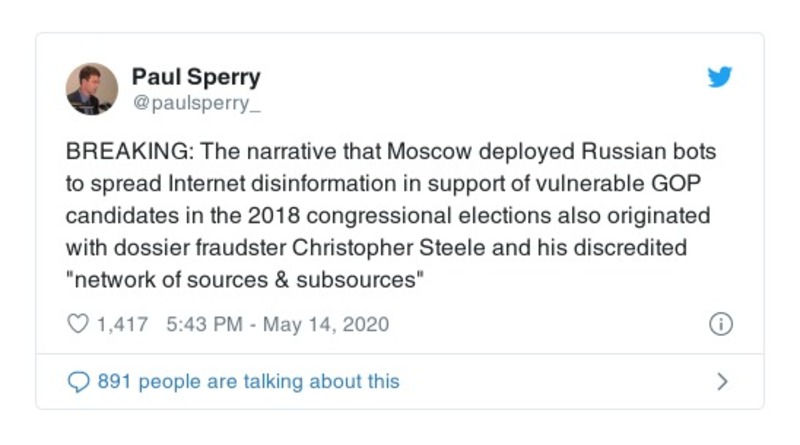 Paul Sperry
@paulsperry_
BREAKING: The narrative that Moscow deployed Russian bots
to spread Internet disinformation in support of vulnerable GOP
candidates in the 2018 congressional elections also originated
with dossier fraudster Christopher Steele and his discredited
"network of sources & subsources"
1,417 5:43 PM - May 14, 2020
891 people are talking about this